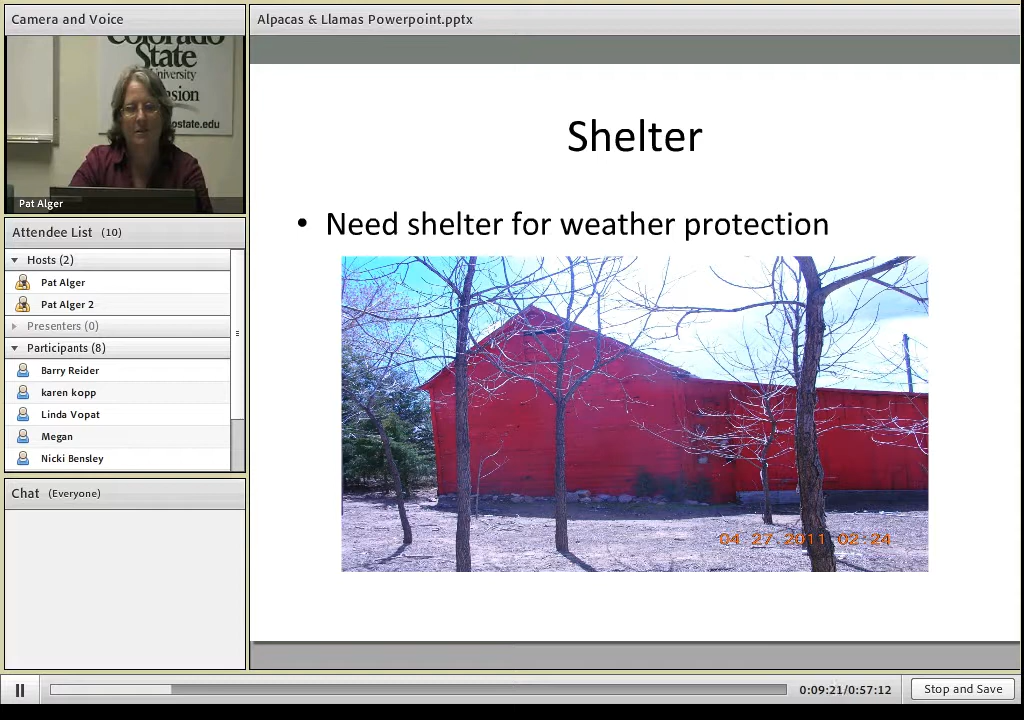 Camera and Voice
Colorado
State
University
nsion
ostate.edu
Pat Alger
Attendee List (10)
Hosts (2)
Pat Alger
Pat Alger 2
Presenters (0)
Participants (8)
Barry Reider
karen kopp
Linda Vopat
Megan
Nicki Bensley
Chat (Everyone)
Alpacas & Llamas Powerpoint.pptx
Shelter
• Need shelter for weather protection
04 27 2011 02:24
0:09:21/0:57:12
Stop and Save